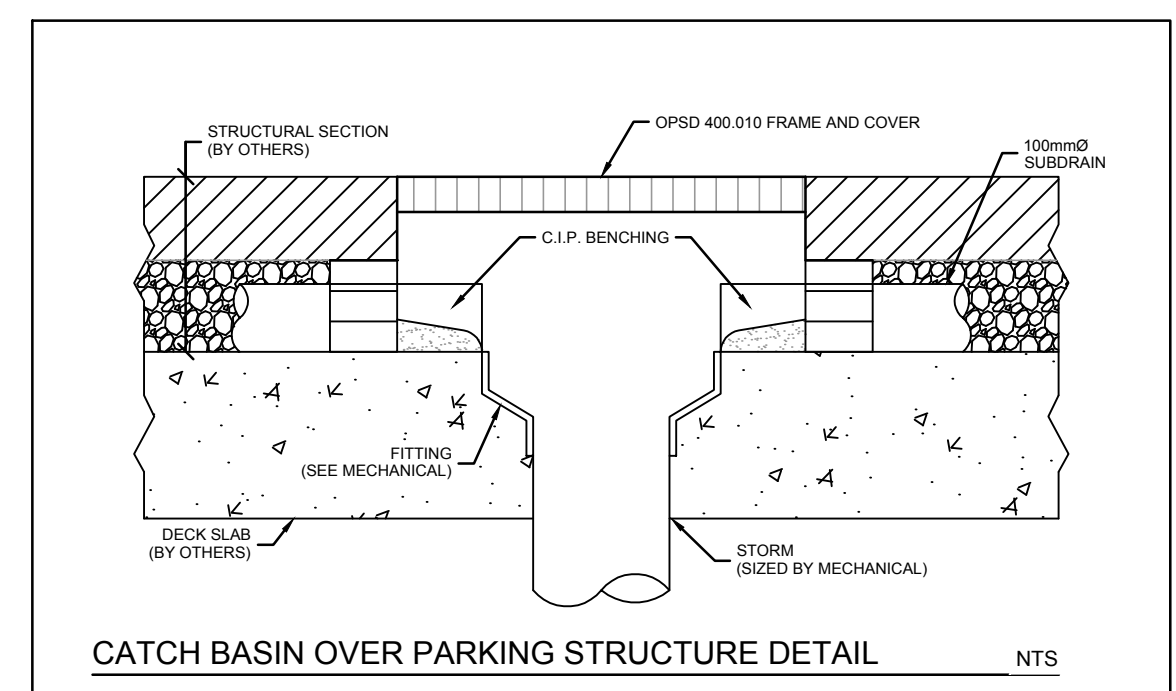 OPSD 400.010 FRAME AND COVER
STRUCTURAL SECTION
(BY OTHERS)
100mmØ
SUBDRAIN
C.I.P. BENCHING
FITTING
(SEE MECHANICAL)
DECK SLAB
(BY OTHERS)
STORM
(SIZED BY MECHANICAL)
CATCH BASIN OVER PARKING STRUCTURE DETAIL
NTS